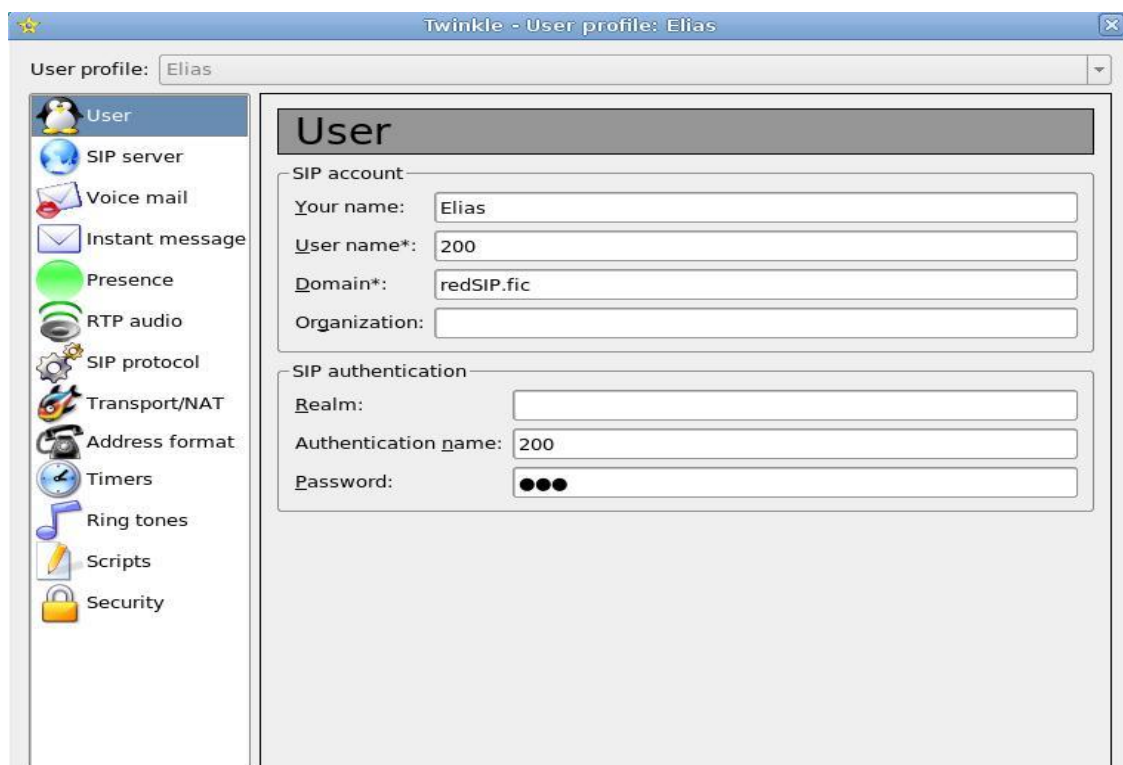 Twinkle - User profile: Elias
User profile: Elias
User
SIP server
Voice mail
Instant message
Presence
RTP audio
SIP protocol
Transport/NAT
Address format
Timers
Ring tones
Scripts
Security
User
SIP account
Your name: Elias
User name*: 200
Domain*: redSIP.fic
Organization:
SIP authentication
Realm:
Authentication name: 200
Password: ●●●